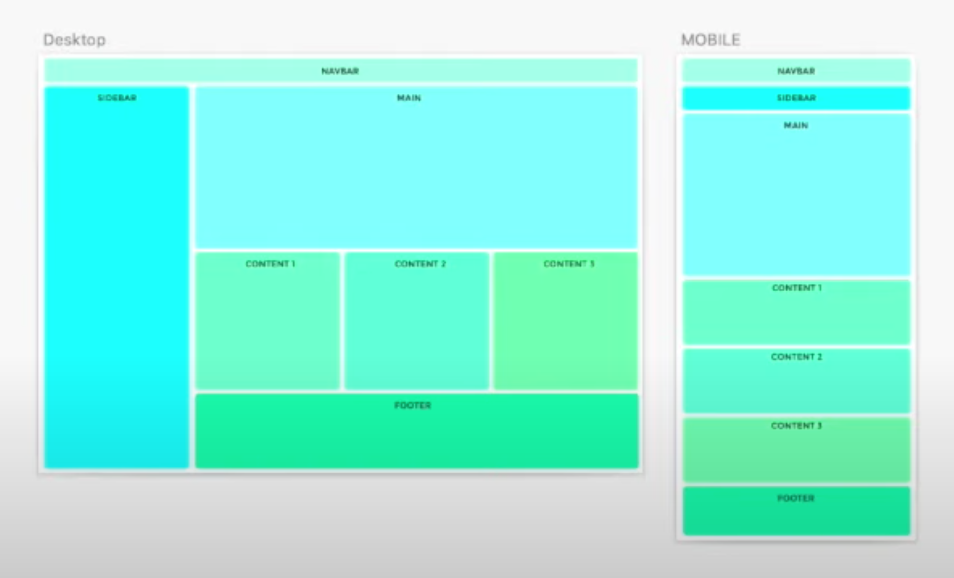 Desktop
NAVBAR
SIDEBAR
MAIN
CONTENT 1
CONTENT 2
CONTENT 3
FOOTER
MOBILE
NAVBAR
SIDEBAR
MAIN
CONTENT 1
CONTENT 2
CONTENT 3
FOOTER